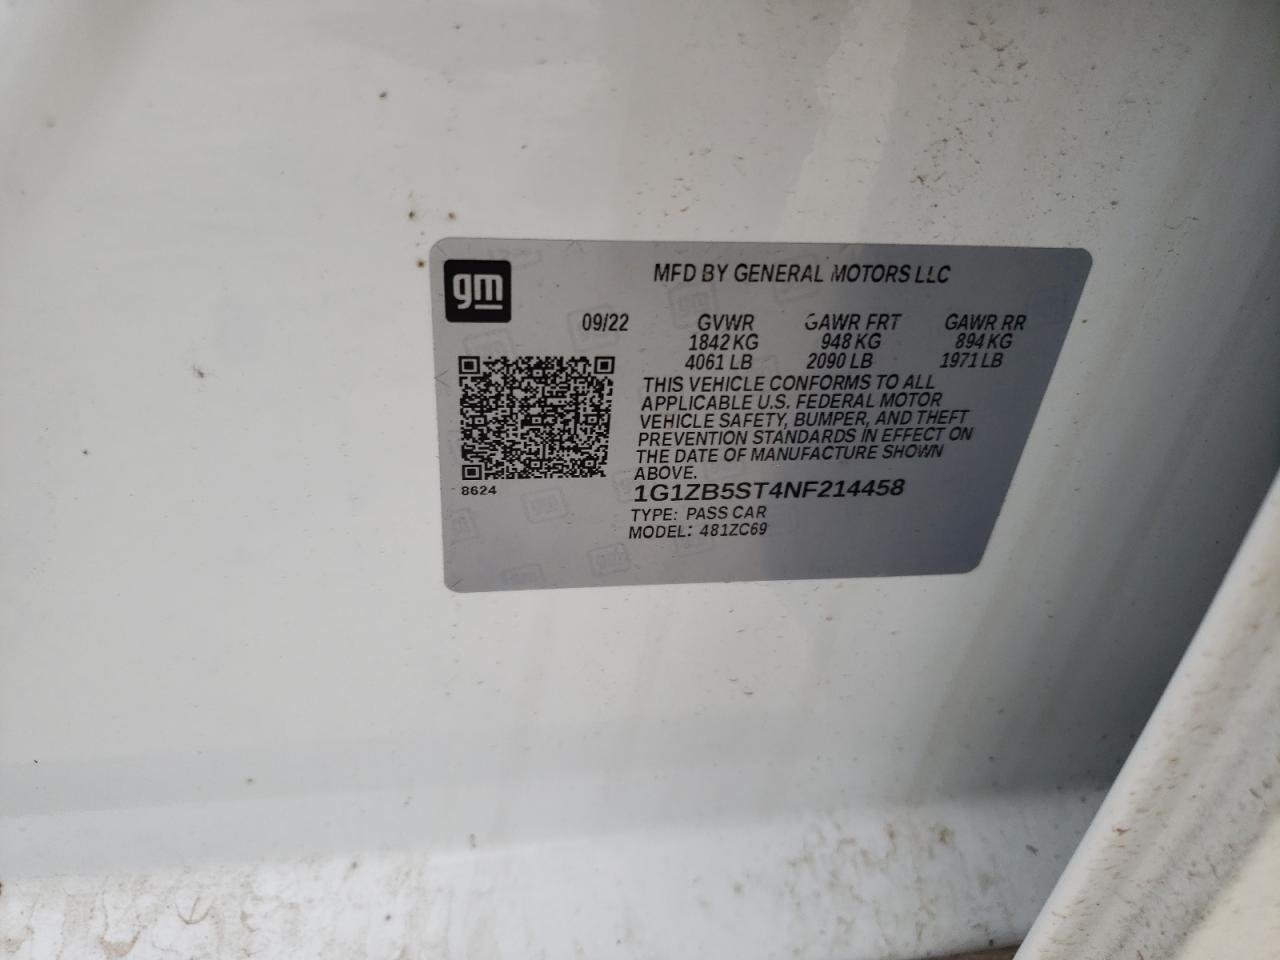 gm
MFD BY GENERAL MOTORS LLC
09/22 GVWR GAWR FRT GAWR RR
1842 KG 948 KG 894 KG
4061 LB 2090 LB 1971 LB
THIS VEHICLE CONFORMS TO ALL
APPLICABLE U.S. FEDERAL MOTOR
VEHICLE SAFETY, BUMPER, AND THEFT
PREVENTION STANDARDS IN EFFECT ON
THE DATE OF MANUFACTURE SHOWN
ABOVE.
8624
1G1ZB5ST4NF214458
TYPE: PASS CAR
MODEL: 481ZC69